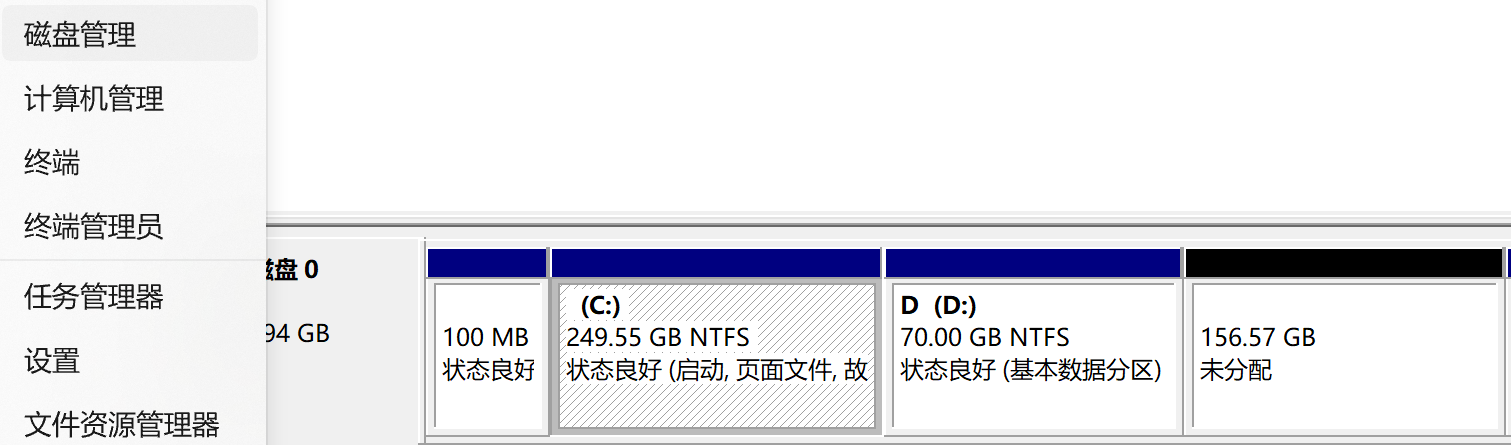 磁盘管理
计算机管理
终端
终端管理员
任务管理器
设置
文件资源管理器
磁盘 0
94 GB
100 MB
状态良好
(C:)
249.55 GB NTFS
状态良好 (启动, 页面文件, 故
D (D:)
70.00 GB NTFS
状态良好 (基本数据分区)
156.57 GB
未分配